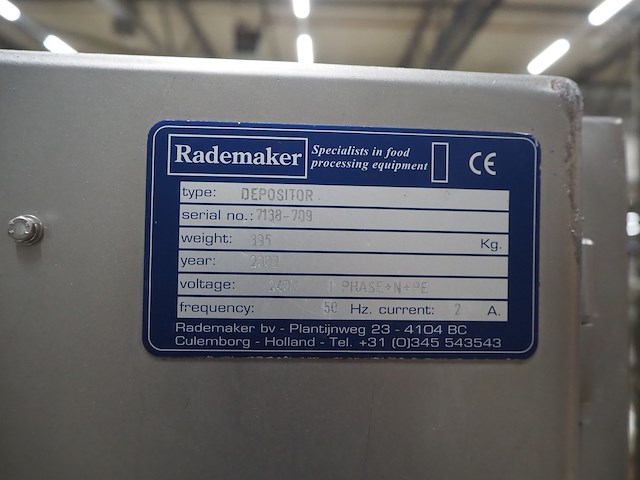 Rademaker
Specialists in food
processing equipment
CE
type: DEPOSITOR
serial no.: 7138-709
weight: 395 Kg.
year:
voltage: PHASE+N+PE
frequency: 50 Hz. current: 2 A.
Rademaker bv - Plantijnweg 23 - 4104 BC
Culemborg - Holland - Tel. +31 (0)345 543543